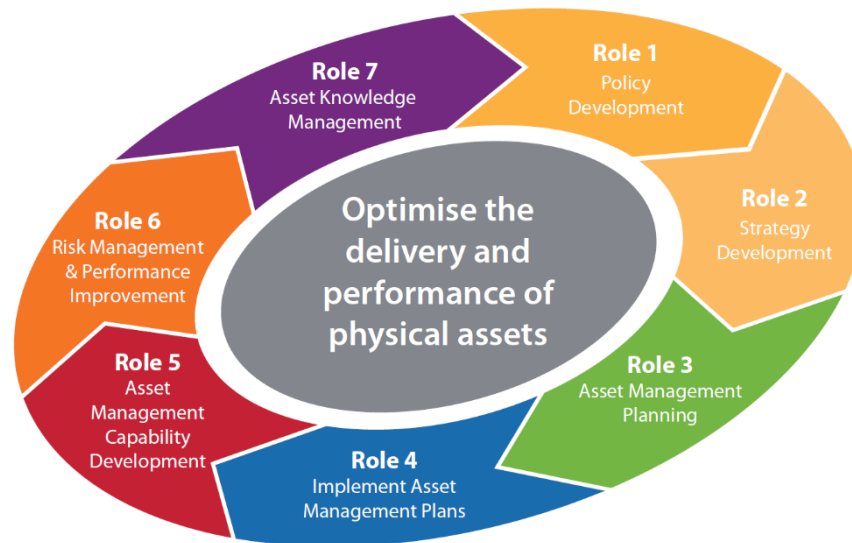 Role 1
Policy
Development
Role 2
Strategy
Development
Role 3
Asset Management
Planning
Role 4
Implement Asset
Management Plans
Role 5
Asset
Management
Capability
Development
Role 6
Risk Management
& Performance
Improvement
Role 7
Asset Knowledge
Management
Optimise the
delivery and
performance of
physical assets